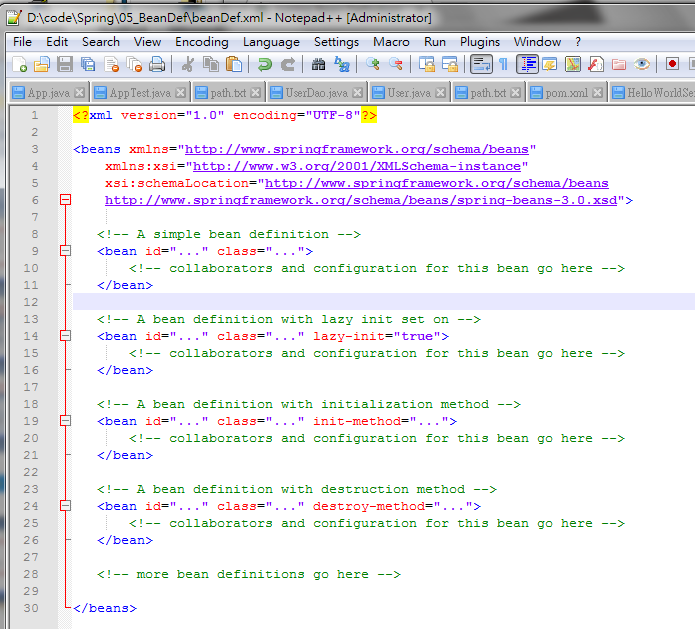 D:\code\Spring\05_BeanDef\beanDef.xml - Notepad++ [Administrator]
File Edit Search View Encoding Language Settings Macro Run Plugins Window ?
App.java AppTest.java path.txt UserDao.java User.java path.txt pom.xml HelloWorldSe
1 <?xml version="1.0" encoding="UTF-8"?>
2
3 <beans xmlns="http://www.springframework.org/schema/beans"
4 xmlns:xsi="http://www.w3.org/2001/XMLSchema-instance"
5 xsi:schemaLocation="http://www.springframework.org/schema/beans
6 http://www.springframework.org/schema/beans/spring-beans-3.0.xsd">
7
8 <!-- A simple bean definition -->
9 <bean id="..." class="...">
10 <!-- collaborators and configuration for this bean go here -->
11 </bean>
12
13 <!-- A bean definition with lazy init set on -->
14 <bean id="..." class="..." lazy-init="true">
15 <!-- collaborators and configuration for this bean go here -->
16 </bean>
17
18 <!-- A bean definition with initialization method -->
19 <bean id="..." class="..." init-method="...">
20 <!-- collaborators and configuration for this bean go here -->
21 </bean>
22
23 <!-- A bean definition with destruction method -->
24 <bean id="..." class="..." destroy-method="...">
25 <!-- collaborators and configuration for this bean go here -->
26 </bean>
27
28 <!-- more bean definitions go here -->
29
30 </beans>